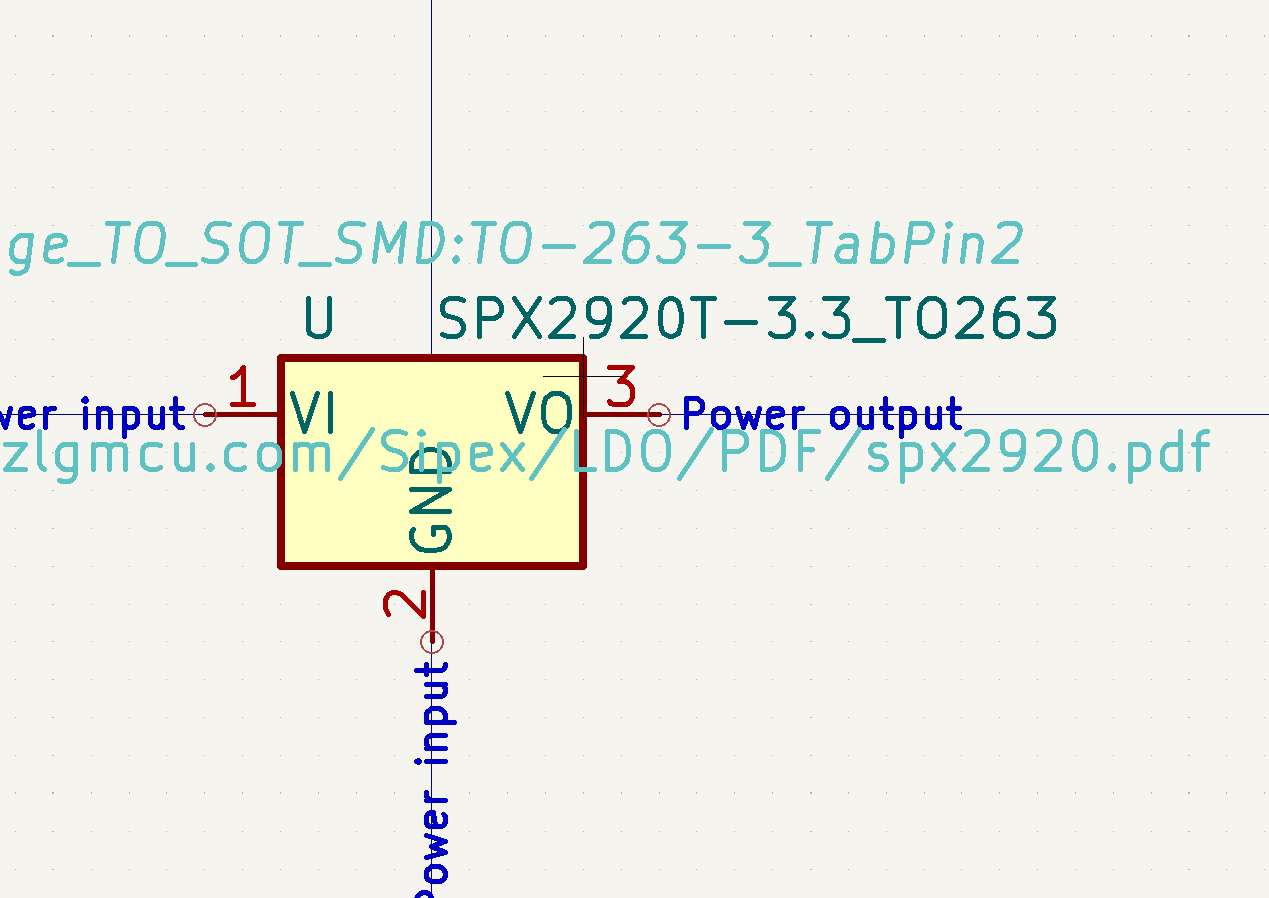 ge_TO_SOT_SMD:TO-263-3_TabPin2
U SPX2920T-3.3_TO263
1 3
VI VO
input Power output
zlgmcu.com/Sipex/LDO/PDF/spx2920.pdf
GND
2
Power input